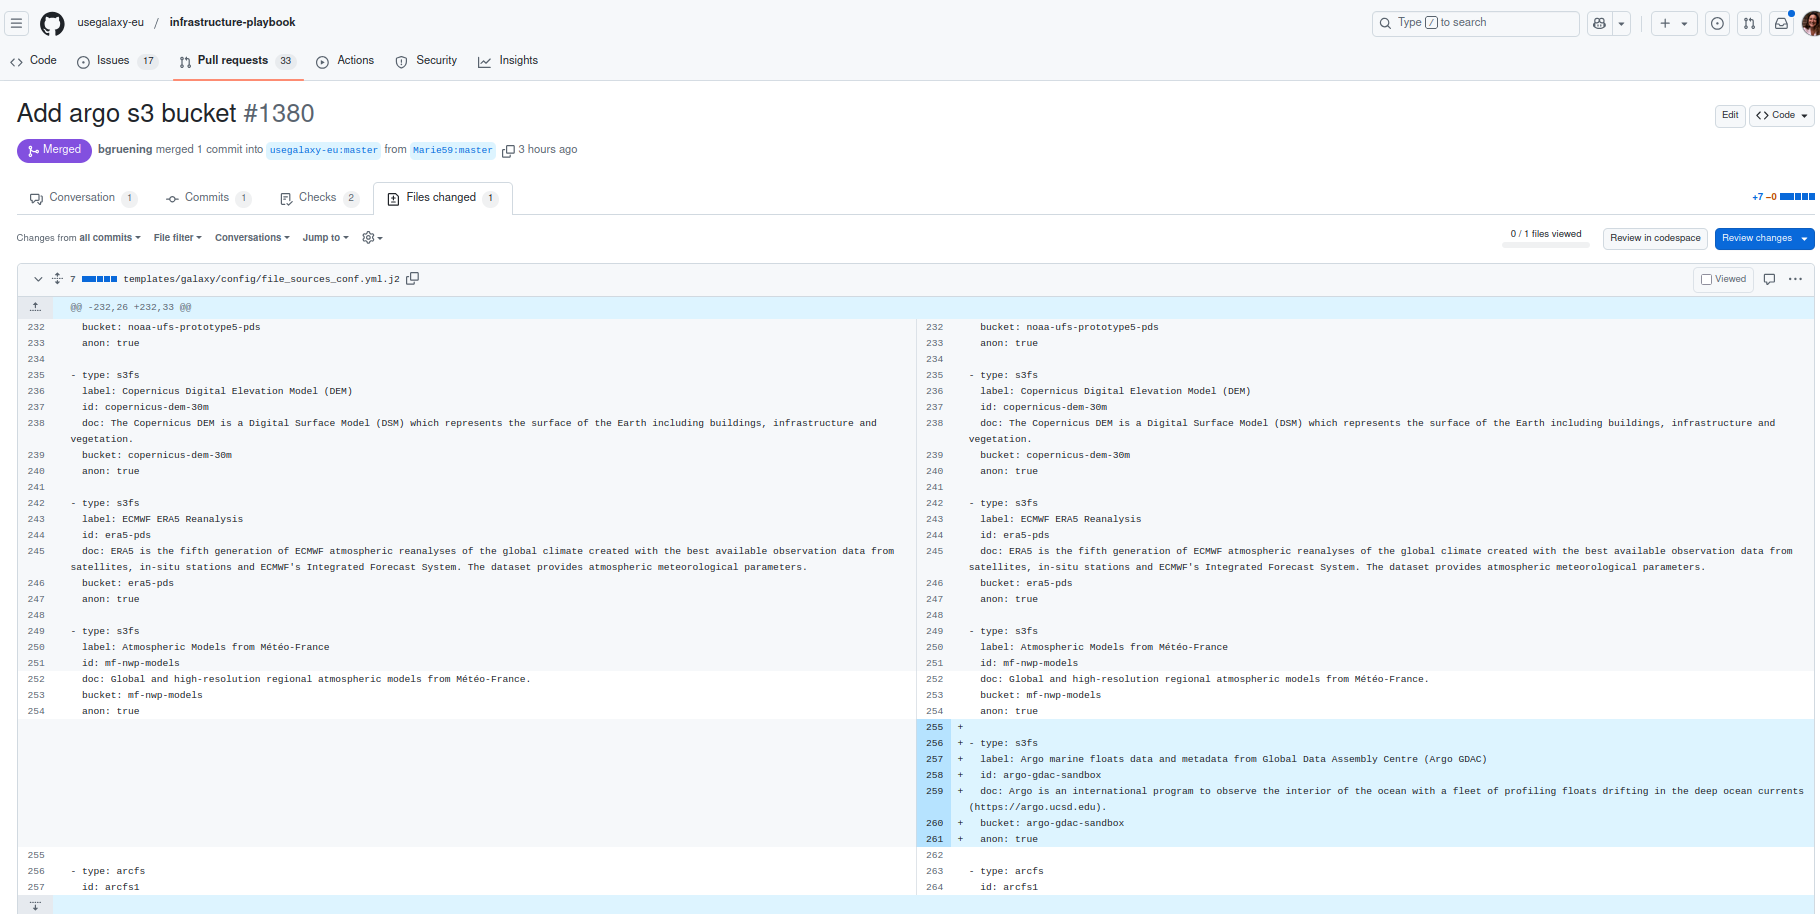 usegalaxy-eu / infrastructure-playbook
Type / to search
Code
Issues 17
Pull requests 33
Actions
Security
Insights
Add argo s3 bucket #1380
Edit
Code
Merged
bgruening merged 1 commit into usegalaxy-eu:master from Marie59:master 3 hours ago
Conversation 1
Commits 1
Checks 2
Files changed 1
+7 −0
Changes from all commits
File filter
Conversations
Jump to
0 / 1 files viewed
Review in codespace
Review changes
7 templates/galaxy/config/file_sources_conf.yml.j2
Viewed
@@ -232,26 +232,33 @@
232 bucket: noaa-ufs-prototype5-pds
233 anon: true
234
235 - type: s3fs
236 label: Copernicus Digital Elevation Model (DEM)
237 id: copernicus-dem-30m
238 doc: The Copernicus DEM is a Digital Surface Model (DSM) which represents the surface of the Earth including buildings, infrastructure and
vegetation.
239 bucket: copernicus-dem-30m
240 anon: true
241
242 - type: s3fs
243 label: ECMWF ERA5 Reanalysis
244 id: era5-pds
245 doc: ERA5 is the fifth generation of ECMWF atmospheric reanalyses of the global climate created with the best available observation data from
satellites, in-situ stations and ECMWF's Integrated Forecast System. The dataset provides atmospheric meteorological parameters.
246 bucket: era5-pds
247 anon: true
248
249 - type: s3fs
250 label: Atmospheric Models from Météo-France
251 id: mf-nwp-models
252 doc: Global and high-resolution regional atmospheric models from Météo-France.
253 bucket: mf-nwp-models
254 anon: true
255
256 - type: arcfs
257 id: arcfs1
232 bucket: noaa-ufs-prototype5-pds
233 anon: true
234
235 - type: s3fs
236 label: Copernicus Digital Elevation Model (DEM)
237 id: copernicus-dem-30m
238 doc: The Copernicus DEM is a Digital Surface Model (DSM) which represents the surface of the Earth including buildings, infrastructure and
vegetation.
239 bucket: copernicus-dem-30m
240 anon: true
241
242 - type: s3fs
243 label: ECMWF ERA5 Reanalysis
244 id: era5-pds
245 doc: ERA5 is the fifth generation of ECMWF atmospheric reanalyses of the global climate created with the best available observation data from
satellites, in-situ stations and ECMWF's Integrated Forecast System. The dataset provides atmospheric meteorological parameters.
246 bucket: era5-pds
247 anon: true
248
249 - type: s3fs
250 label: Atmospheric Models from Météo-France
251 id: mf-nwp-models
252 doc: Global and high-resolution regional atmospheric models from Météo-France.
253 bucket: mf-nwp-models
254 anon: true
255 +
256 + - type: s3fs
257 + label: Argo marine floats data and metadata from Global Data Assembly Centre (Argo GDAC)
258 + id: argo-gdac-sandbox
259 + doc: Argo is an international program to observe the interior of the ocean with a fleet of profiling floats drifting in the deep ocean currents
(https://argo.ucsd.edu).
260 + bucket: argo-gdac-sandbox
261 + anon: true
262
263 - type: arcfs
264 id: arcfs1